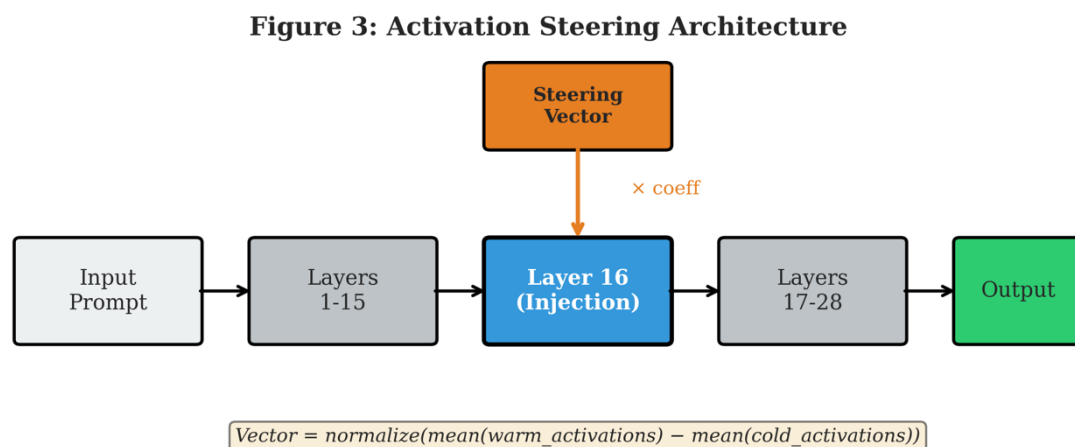 Figure 3: Activation Steering Architecture
Steering
Vector
× coeff
Input
Prompt
Layers
1-15
Layer 16
(Injection)
Layers
17-28
Output
Vector = normalize(mean(warm_activations) − mean(cold_activations))